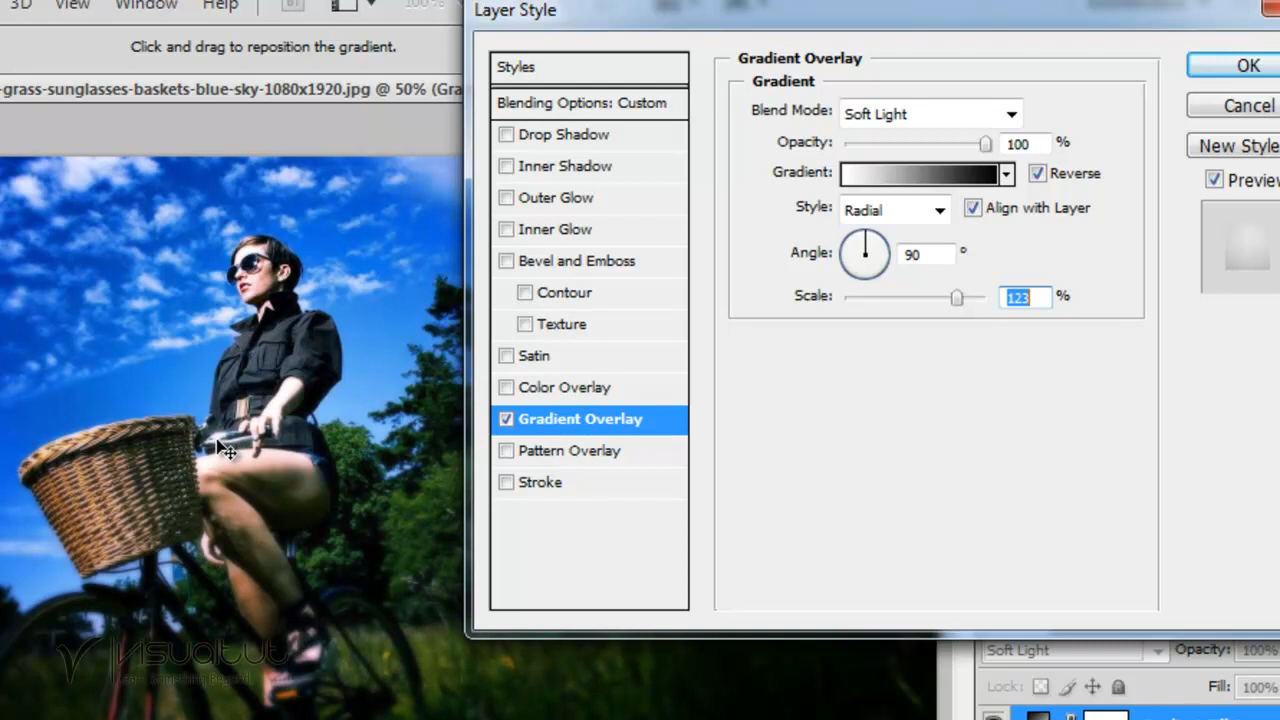 3D View Window Help
100%
Layer Style
Click and drag to reposition the gradient.
-grass-sunglasses-baskets-blue-sky-1080x1920.jpg @ 50% (Gra
Styles
Blending Options: Custom
Drop Shadow
Inner Shadow
Outer Glow
Inner Glow
Bevel and Emboss
Contour
Texture
Satin
Color Overlay
Gradient Overlay
Pattern Overlay
Stroke
Gradient Overlay
Gradient
Blend Mode: Soft Light
Opacity: 100 %
Gradient: Reverse
Style: Radial Align with Layer
Angle: 90 °
Scale: 123 %
OK
Cancel
New Style
Preview
Visualtut
Soft Light Opacity: 100%
Lock: Fill: 100%